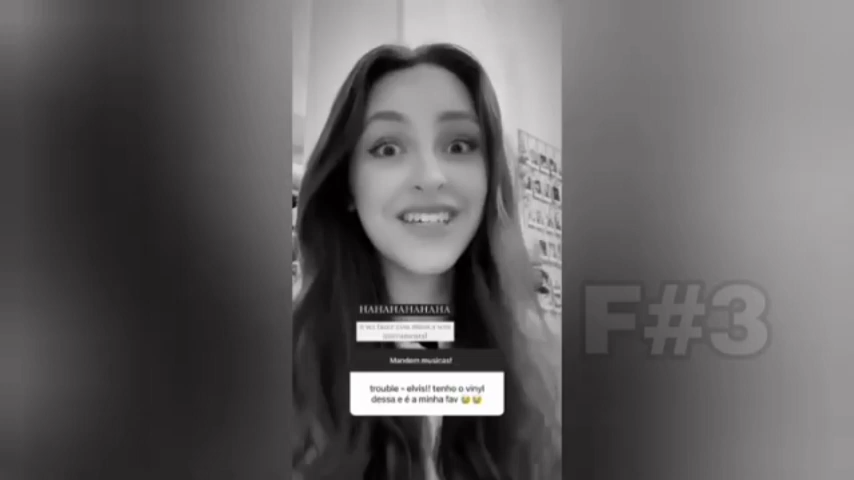 HAHAHAHAHAHA
Mandem musicas!
trouble - elvis!! tenho o vinyl
dessa e é a minha fav 😭😭
F#3